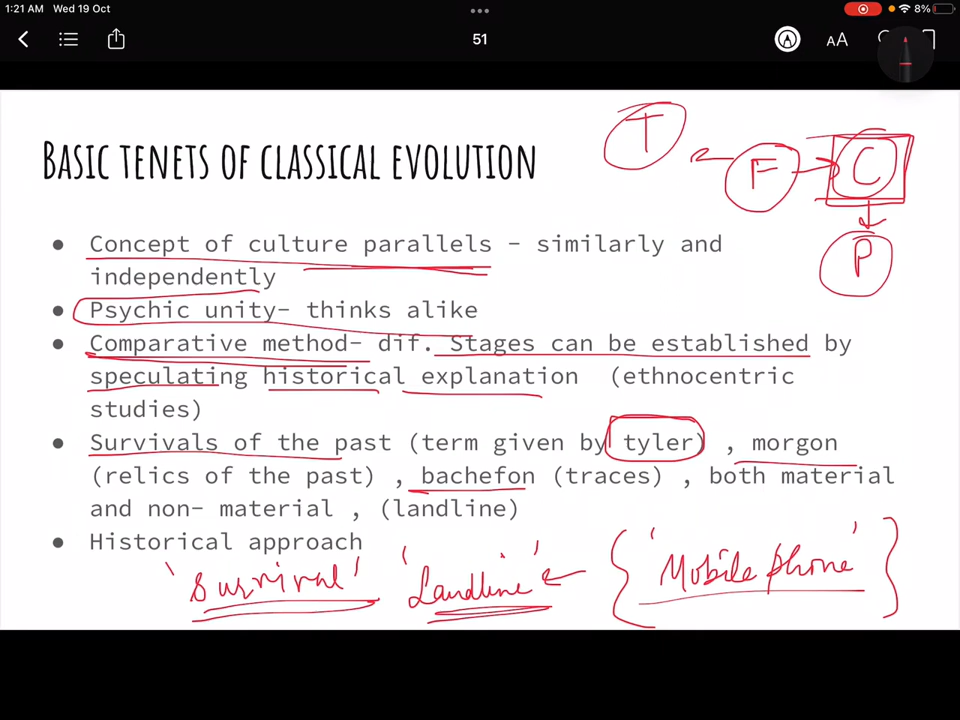 1:21 AM Wed 19 Oct
8%
51
AA
BASIC TENETS OF CLASSICAL EVOLUTION
T
F
C
P
● Concept of culture parallels - similarly and
independently
● Psychic unity- thinks alike
● Comparative method- dif. Stages can be established by
speculating historical explanation (ethnocentric
studies)
● Survivals of the past (term given by tyler) , morgon
(relics of the past) , bachefon (traces) , both material
and non- material , (landline)
● Historical approach
'Survival' 'Landline' ← { 'Mobile phone' }